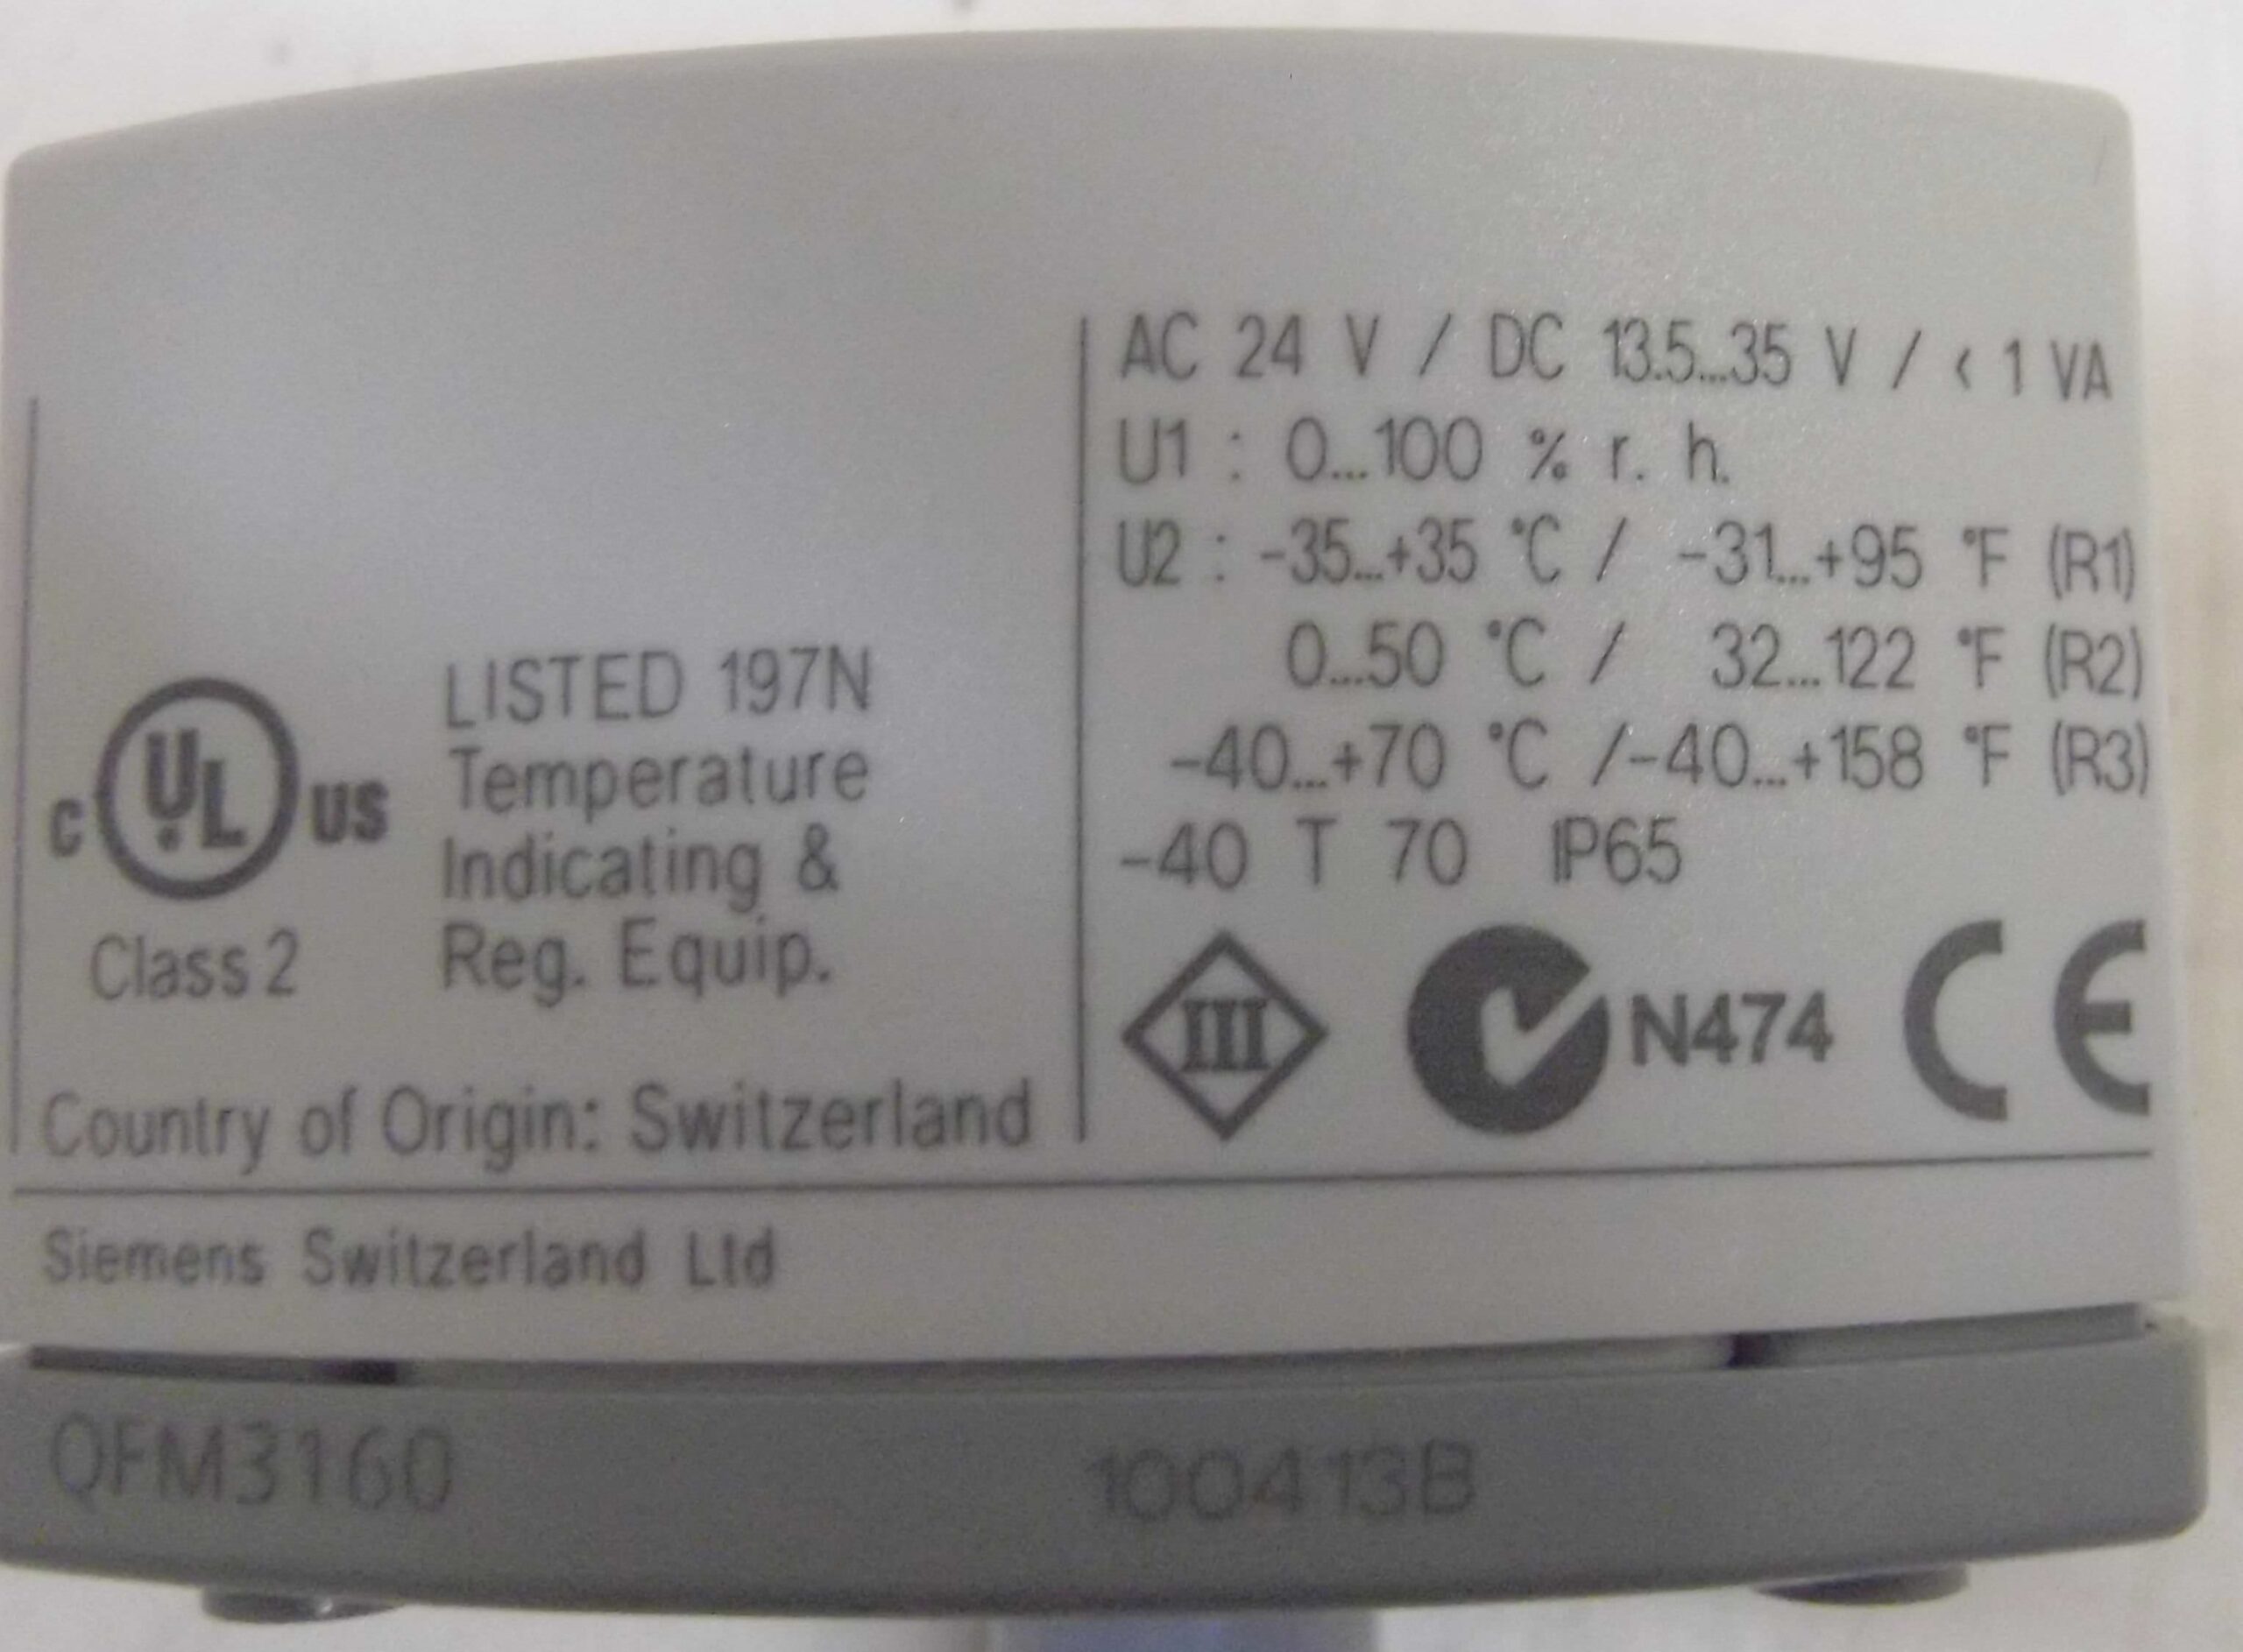 AC 24 V / DC 13.5...35 V / < 1 VA
U1 : 0...100 % r. h.
U2 : -35...+35 °C / -31...+95 °F (R1)
0...50 °C / 32...122 °F (R2)
-40...+70 °C /-40...+158 °F (R3)
-40 T 70 IP65
III N474 CE
C UL US
Class 2
LISTED 197N
Temperature
Indicating &
Reg. Equip.
Country of Origin: Switzerland
Siemens Switzerland Ltd
QFM3160 100413B